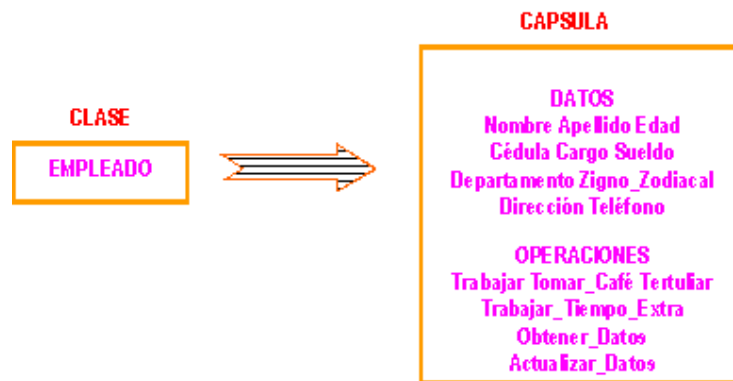 CAPSULA
CLASE
EMPLEADO
DATOS
Nombre Apellido Edad
Cédula Cargo Sueldo
Departamento Zigno_Zodiacal
Dirección Teléfono
OPERACIONES
Trabajar Tomar_Café Tertuliar
Trabajar_Tiempo_Extra
Obtener_Datos
Actualizar_Datos